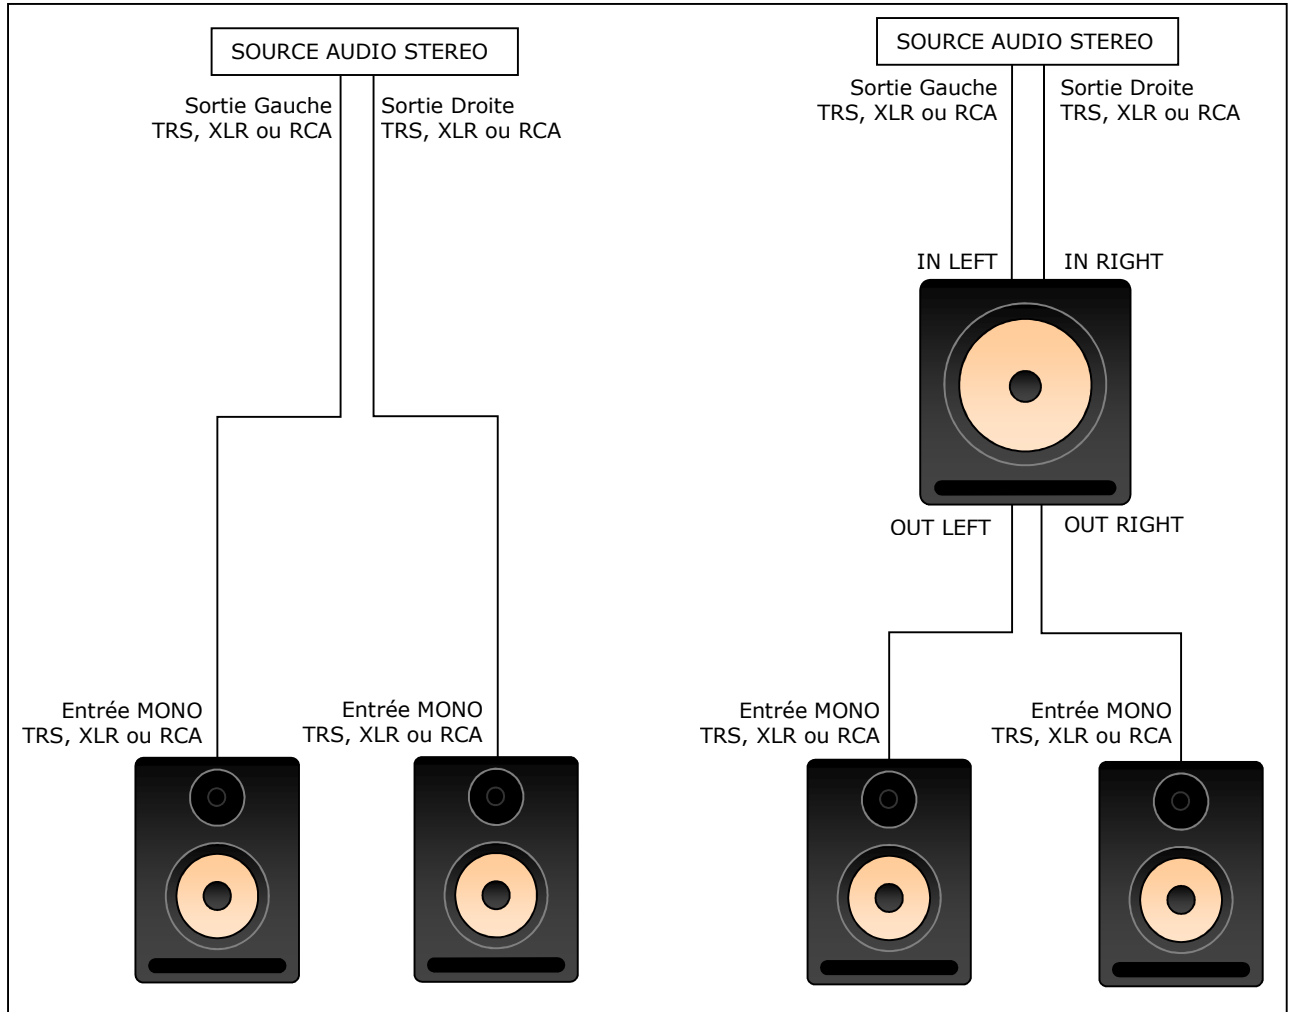 SOURCE AUDIO STEREO
Sortie Gauche
TRS, XLR ou RCA
Sortie Droite
TRS, XLR ou RCA
Entrée MONO
TRS, XLR ou RCA
Entrée MONO
TRS, XLR ou RCA
SOURCE AUDIO STEREO
Sortie Gauche
TRS, XLR ou RCA
Sortie Droite
TRS, XLR ou RCA
IN LEFT
IN RIGHT
OUT LEFT
OUT RIGHT
Entrée MONO
TRS, XLR ou RCA
Entrée MONO
TRS, XLR ou RCA